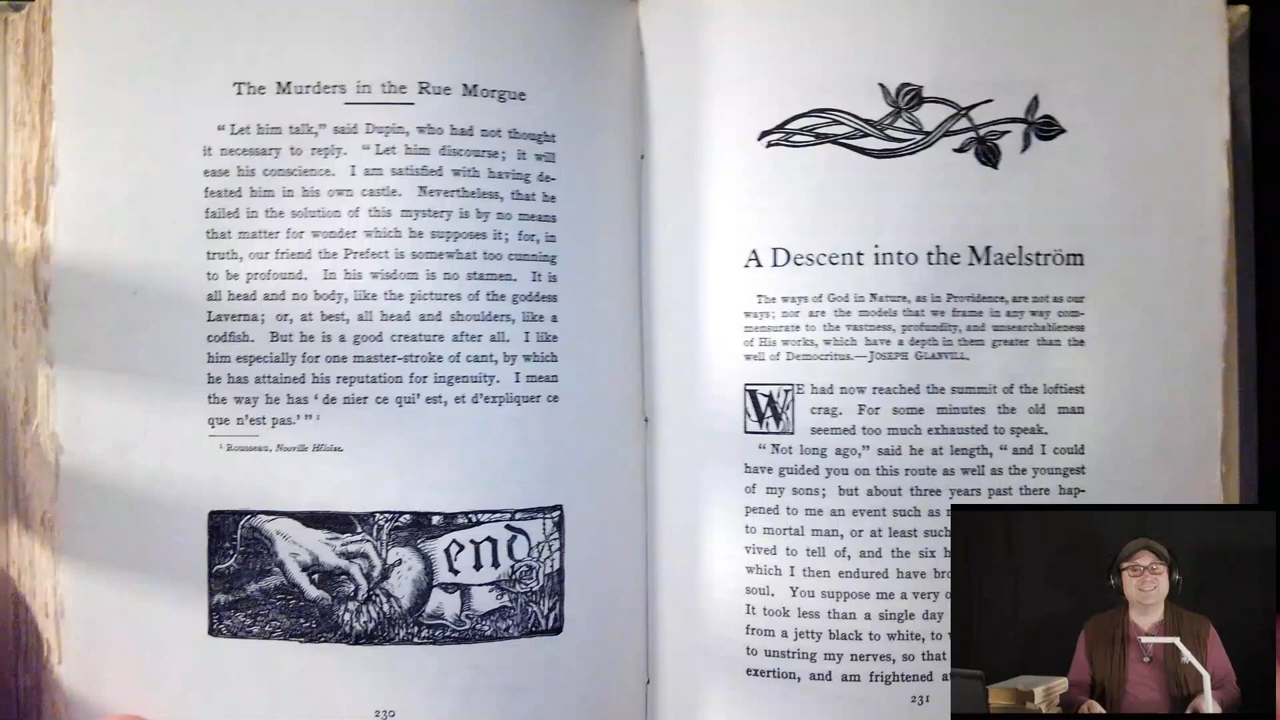 The Murders in the Rue Morgue
“Let him talk,” said Dupin, who had not thought
it necessary to reply. “Let him discourse; it will
ease his conscience. I am satisfied with having de-
feated him in his own castle. Nevertheless, that he
failed in the solution of this mystery is by no means
that matter for wonder which he supposes it; for, in
truth, our friend the Prefect is somewhat too cunning
to be profound. In his wisdom is no stamen. It is
all head and no body, like the pictures of the goddess
Laverna; or, at best, all head and shoulders, like a
codfish. But he is a good creature after all. I like
him especially for one master-stroke of cant, by which
he has attained his reputation for ingenuity. I mean
the way he has ‘de nier ce qui est, et d’expliquer ce
que n’est pas.’” 1
1 Rousseau, Nouville Héloise.
end
230
A Descent into the Maelström
The ways of God in Nature, as in Providence, are not as our
ways; nor are the models that we frame in any way com-
mensurate to the vastness, profundity, and unsearchableness
of His works, which have a depth in them greater than the
well of Democritus.—JOSEPH GLANVILL.
WE had now reached the summit of the loftiest
crag. For some minutes the old man
seemed too much exhausted to speak.
“Not long ago,” said he at length, “and I could
have guided you on this route as well as the youngest
of my sons; but about three years past there hap-
pened to me an event such as
to mortal man, or at least such
vived to tell of, and the six
which I then endured have
soul. You suppose me a very
It took less than a single day
from a jetty black to white, to
to unstring my nerves, so that
exertion, and am frightened
231